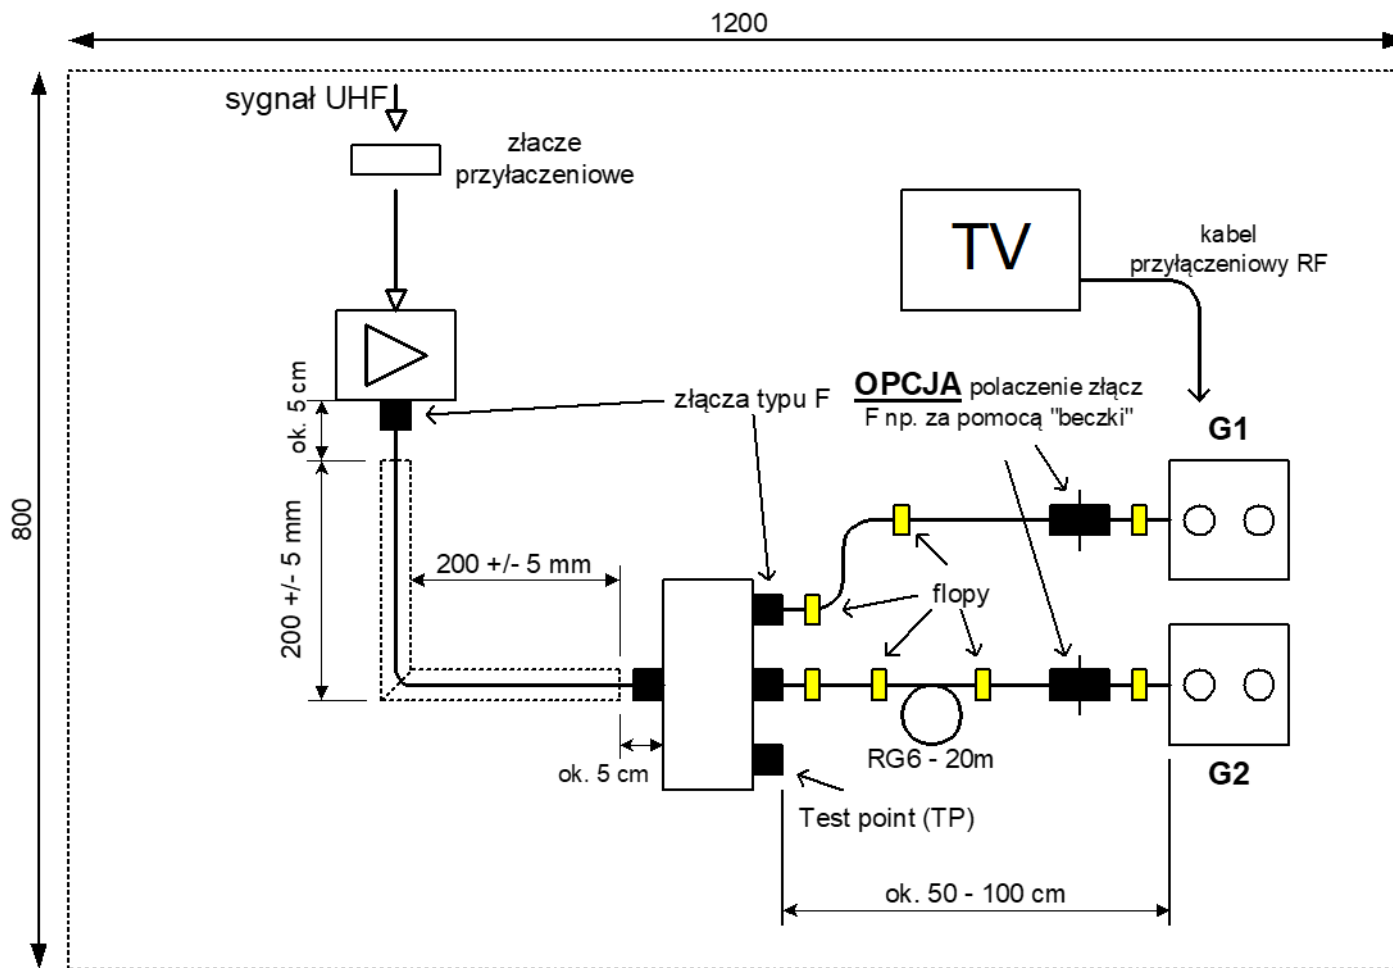 1200
sygnał UHF
złacze
przyłaczeniowe
TV
kabel
przyłączeniowy RF
ok. 5 cm
złącza typu F
OPCJA polaczenie złącz
F np. za pomocą "beczki"
G1
800
200 +/- 5 mm
200 +/- 5 mm
flopy
ok. 5 cm
RG6 - 20m
G2
Test point (TP)
ok. 50 - 100 cm